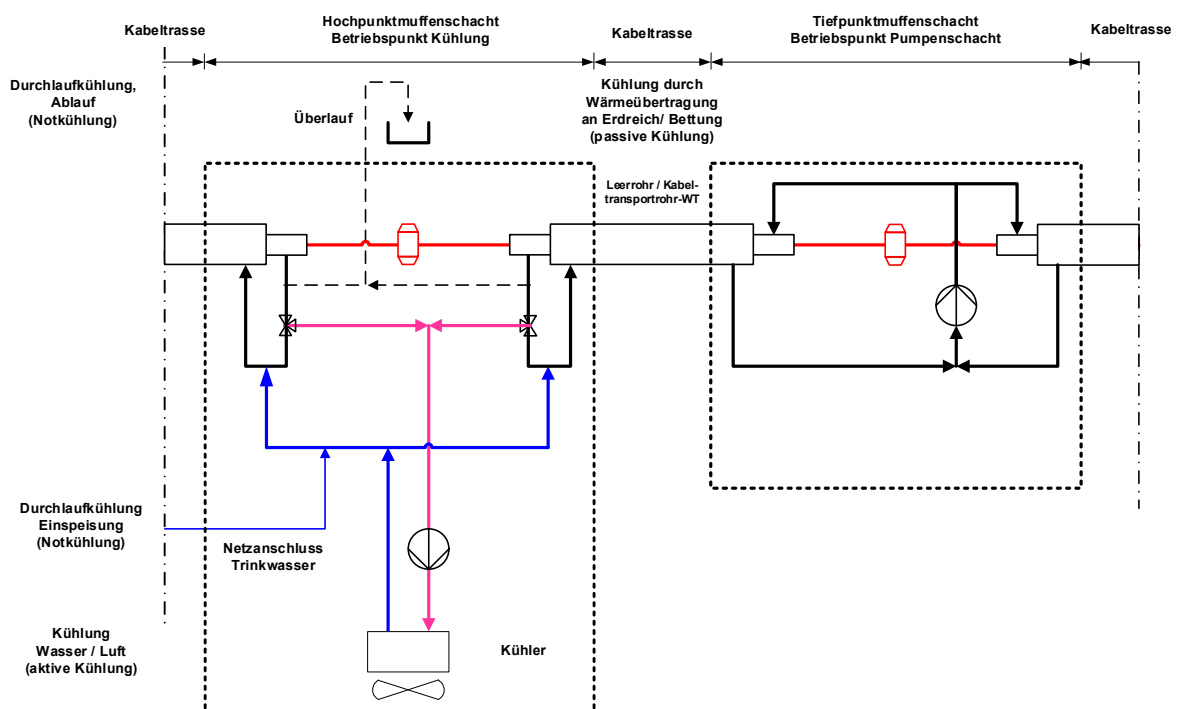 Kabeltrasse
Hochpunktmuffenschacht
Betriebspunkt Kühlung
Kabeltrasse
Tiefpunktmuffenschacht
Betriebspunkt Pumpenschacht
Kabeltrasse
Durchlaufkühlung,
Ablauf
(Notkühlung)
Überlauf
Kühlung durch
Wärmeübertragung
an Erdreich/ Bettung
(passive Kühlung)
Leerrohr / Kabel-
transportrohr-WT
Durchlaufkühlung
Einspeisung
(Notkühlung)
Netzanschluss
Trinkwasser
Kühlung
Wasser / Luft
(aktive Kühlung)
Kühler